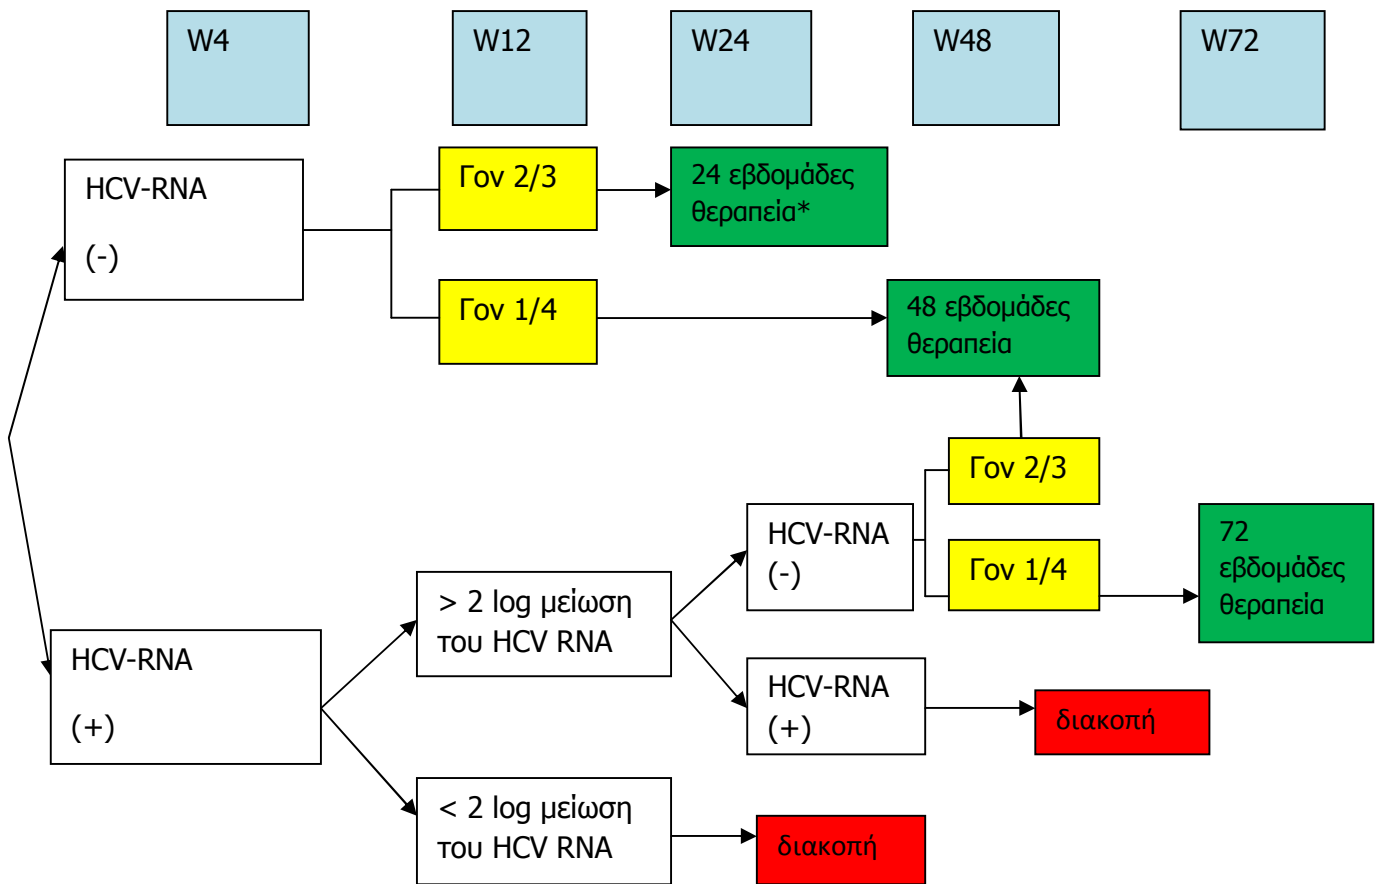 W4
W12
W24
W48
W72
HCV-RNA
(-)
Γον 2/3
24 εβδομάδες
θεραπεία*
Γον 1/4
48 εβδομάδες
θεραπεία
Γον 2/3
HCV-RNA
(-)
Γον 1/4
72
εβδομάδες
θεραπεία
> 2 log μείωση
του HCV RNA
HCV-RNA
(+)
HCV-RNA
(+)
διακοπή
< 2 log μείωση
του HCV RNA
διακοπή